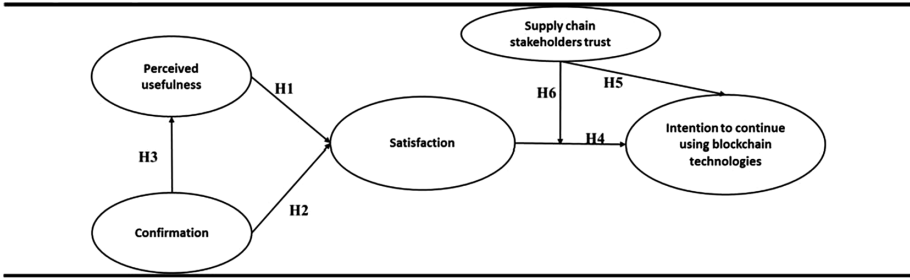 Supply chain
stakeholders trust
Perceived
usefulness
H1
H6
H5
Satisfaction
H4
Intention to continue
using blockchain
technologies
H3
H2
Confirmation